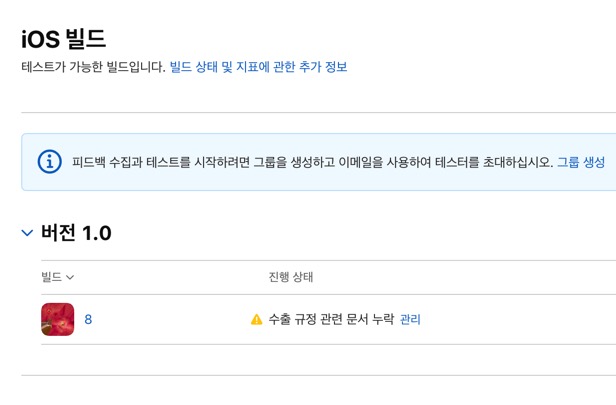 iOS 빌드
테스트가 가능한 빌드입니다. 빌드 상태 및 지표에 관한 추가 정보
피드백 수집과 테스트를 시작하려면 그룹을 생성하고 이메일을 사용하여 테스터를 초대하십시오. 그룹 생성
버전 1.0
빌드 진행 상태
8 수출 규정 관련 문서 누락 관리